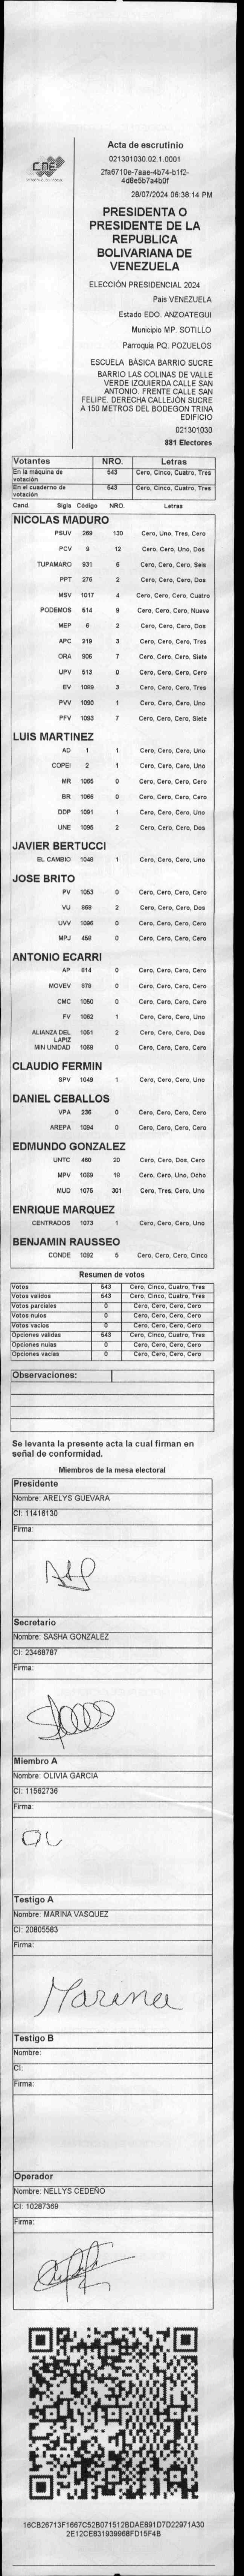 cne
Acta de escrutinio
021301030.02.1.0001
2fa6710e-7aae-4b74-b1f2-
4d8e5b7a4b0f
28/07/2024 06:38:14 PM
PRESIDENTA O
PRESIDENTE DE LA
REPUBLICA
BOLIVARIANA DE
VENEZUELA
ELECCIÓN PRESIDENCIAL 2024
Pais VENEZUELA
Estado EDO. ANZOATEGUI
Municipio MP. SOTILLO
Parroquia PQ. POZUELOS
ESCUELA BÁSICA BARRIO SUCRE
BARRIO LAS COLINAS DE VALLE
VERDE IZQUIERDA CALLE SAN
ANTONIO. FRENTE CALLE SAN
FELIPE. DERECHA CALLEJÓN SUCRE
A 150 METROS DEL BODEGON TRINA
EDIFICIO
021301030
881 Electores
Votantes NRO. Letras
En la máquina de votación 543 Cero, Cinco, Cuatro, Tres
En el cuaderno de votación 543 Cero, Cinco, Cuatro, Tres
Cand. Sigla Código NRO. Letras
NICOLAS MADURO
PSUV 269 130 Cero, Uno, Tres, Cero
PCV 9 12 Cero, Cero, Uno, Dos
TUPAMARO 931 6 Cero, Cero, Cero, Seis
PPT 276 2 Cero, Cero, Cero, Dos
MSV 1017 4 Cero, Cero, Cero, Cuatro
PODEMOS 514 9 Cero, Cero, Cero, Nueve
MEP 6 2 Cero, Cero, Cero, Dos
APC 219 3 Cero, Cero, Cero, Tres
ORA 906 7 Cero, Cero, Cero, Siete
UPV 513 0 Cero, Cero, Cero, Cero
EV 1089 3 Cero, Cero, Cero, Tres
PVV 1090 1 Cero, Cero, Cero, Uno
PFV 1093 7 Cero, Cero, Cero, Siete
LUIS MARTINEZ
AD 1 1 Cero, Cero, Cero, Uno
COPEI 2 1 Cero, Cero, Cero, Uno
MR 1065 0 Cero, Cero, Cero, Cero
BR 1066 0 Cero, Cero, Cero, Cero
DDP 1091 1 Cero, Cero, Cero, Uno
UNE 1095 2 Cero, Cero, Cero, Dos
JAVIER BERTUCCI
EL CAMBIO 1048 1 Cero, Cero, Cero, Uno
JOSE BRITO
PV 1053 0 Cero, Cero, Cero, Cero
VU 868 2 Cero, Cero, Cero, Dos
UVV 1096 0 Cero, Cero, Cero, Cero
MPJ 458 0 Cero, Cero, Cero, Cero
ANTONIO ECARRI
AP 814 0 Cero, Cero, Cero, Cero
MOVEV 979 0 Cero, Cero, Cero, Cero
CMC 1050 0 Cero, Cero, Cero, Cero
FV 1062 1 Cero, Cero, Cero, Uno
ALIANZA DEL LAPIZ 1051 2 Cero, Cero, Cero, Dos
MIN UNIDAD 1068 0 Cero, Cero, Cero, Cero
CLAUDIO FERMIN
SPV 1049 1 Cero, Cero, Cero, Uno
DANIEL CEBALLOS
VPA 236 0 Cero, Cero, Cero, Cero
AREPA 1094 0 Cero, Cero, Cero, Cero
EDMUNDO GONZALEZ
UNTC 460 20 Cero, Cero, Dos, Cero
MPV 1069 18 Cero, Cero, Uno, Ocho
MUD 1075 301 Cero, Tres, Cero, Uno
ENRIQUE MARQUEZ
CENTRADOS 1073 1 Cero, Cero, Cero, Uno
BENJAMIN RAUSSEO
CONDE 1092 5 Cero, Cero, Cero, Cinco
Resumen de votos
Votos 543 Cero, Cinco, Cuatro, Tres
Votos validos 543 Cero, Cinco, Cuatro, Tres
Votos parciales 0 Cero, Cero, Cero, Cero
Votos nulos 0 Cero, Cero, Cero, Cero
Votos vacios 0 Cero, Cero, Cero, Cero
Opciones validas 543 Cero, Cinco, Cuatro, Tres
Opciones nulas 0 Cero, Cero, Cero, Cero
Opciones vacias 0 Cero, Cero, Cero, Cero
Observaciones:
Se levanta la presente acta la cual firman en
señal de conformidad.
Miembros de la mesa electoral
Presidente
Nombre: ARELYS GUEVARA
CI: 11416130
Firma:
Secretario
Nombre: SASHA GONZALEZ
CI: 23468787
Firma:
Miembro A
Nombre: OLIVIA GARCIA
CI: 11562736
Firma:
Testigo A
Nombre: MARINA VASQUEZ
CI: 20805583
Firma:
Marina
Testigo B
Nombre:
CI:
Firma:
Operador
Nombre: NELLYS CEDEÑO
CI: 10287369
Firma:
16CB26713F1667C52B071512BDAE891D7D22971A30
2E12CE831939968FD15F4B